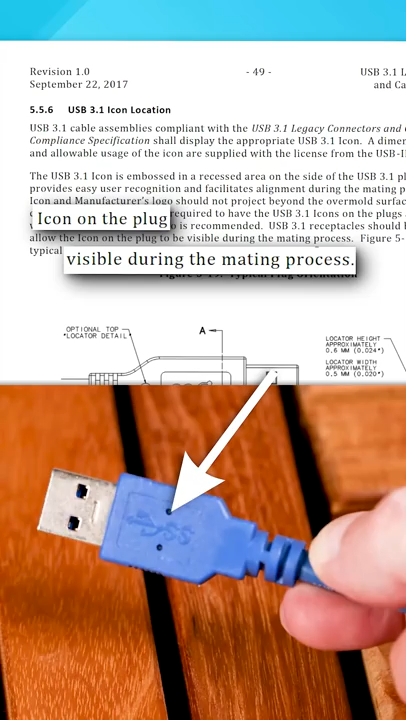 Revision 1.0
- 49 -
USB 3.1 L
September 22, 2017
and Ca
5.5.6 USB 3.1 Icon Location
USB 3.1 cable assemblies compliant with the USB 3.1 Legacy Connectors and
Compliance Specification shall display the appropriate USB 3.1 Icon. A dimen
and allowable usage of the icon are supplied with the license from the USB-I
The USB 3.1 Icon is embossed in a recessed area on the side of the USB 3.1 pl
provides easy user recognition and facilitates alignment during the mating p
Icon and Manufacturer's logo should not project beyond the overmold surfac
required to have the USB 3.1 Icons on the plugs
Icon on the plug
is recommended. USB 3.1 receptacles should
allow the Icon on the plug to be visible during the mating process. Figure 5-
typical
visible during the mating process.
Typical Plug Orientation
OPTIONAL TOP
"LOCATOR DETAIL"
A
LOCATOR HEIGHT
APPROXIMATELY
0.6 MM (0.024")
LOCATOR WIDTH
APPROXIMATELY
0.5 MM (0.020")
SS